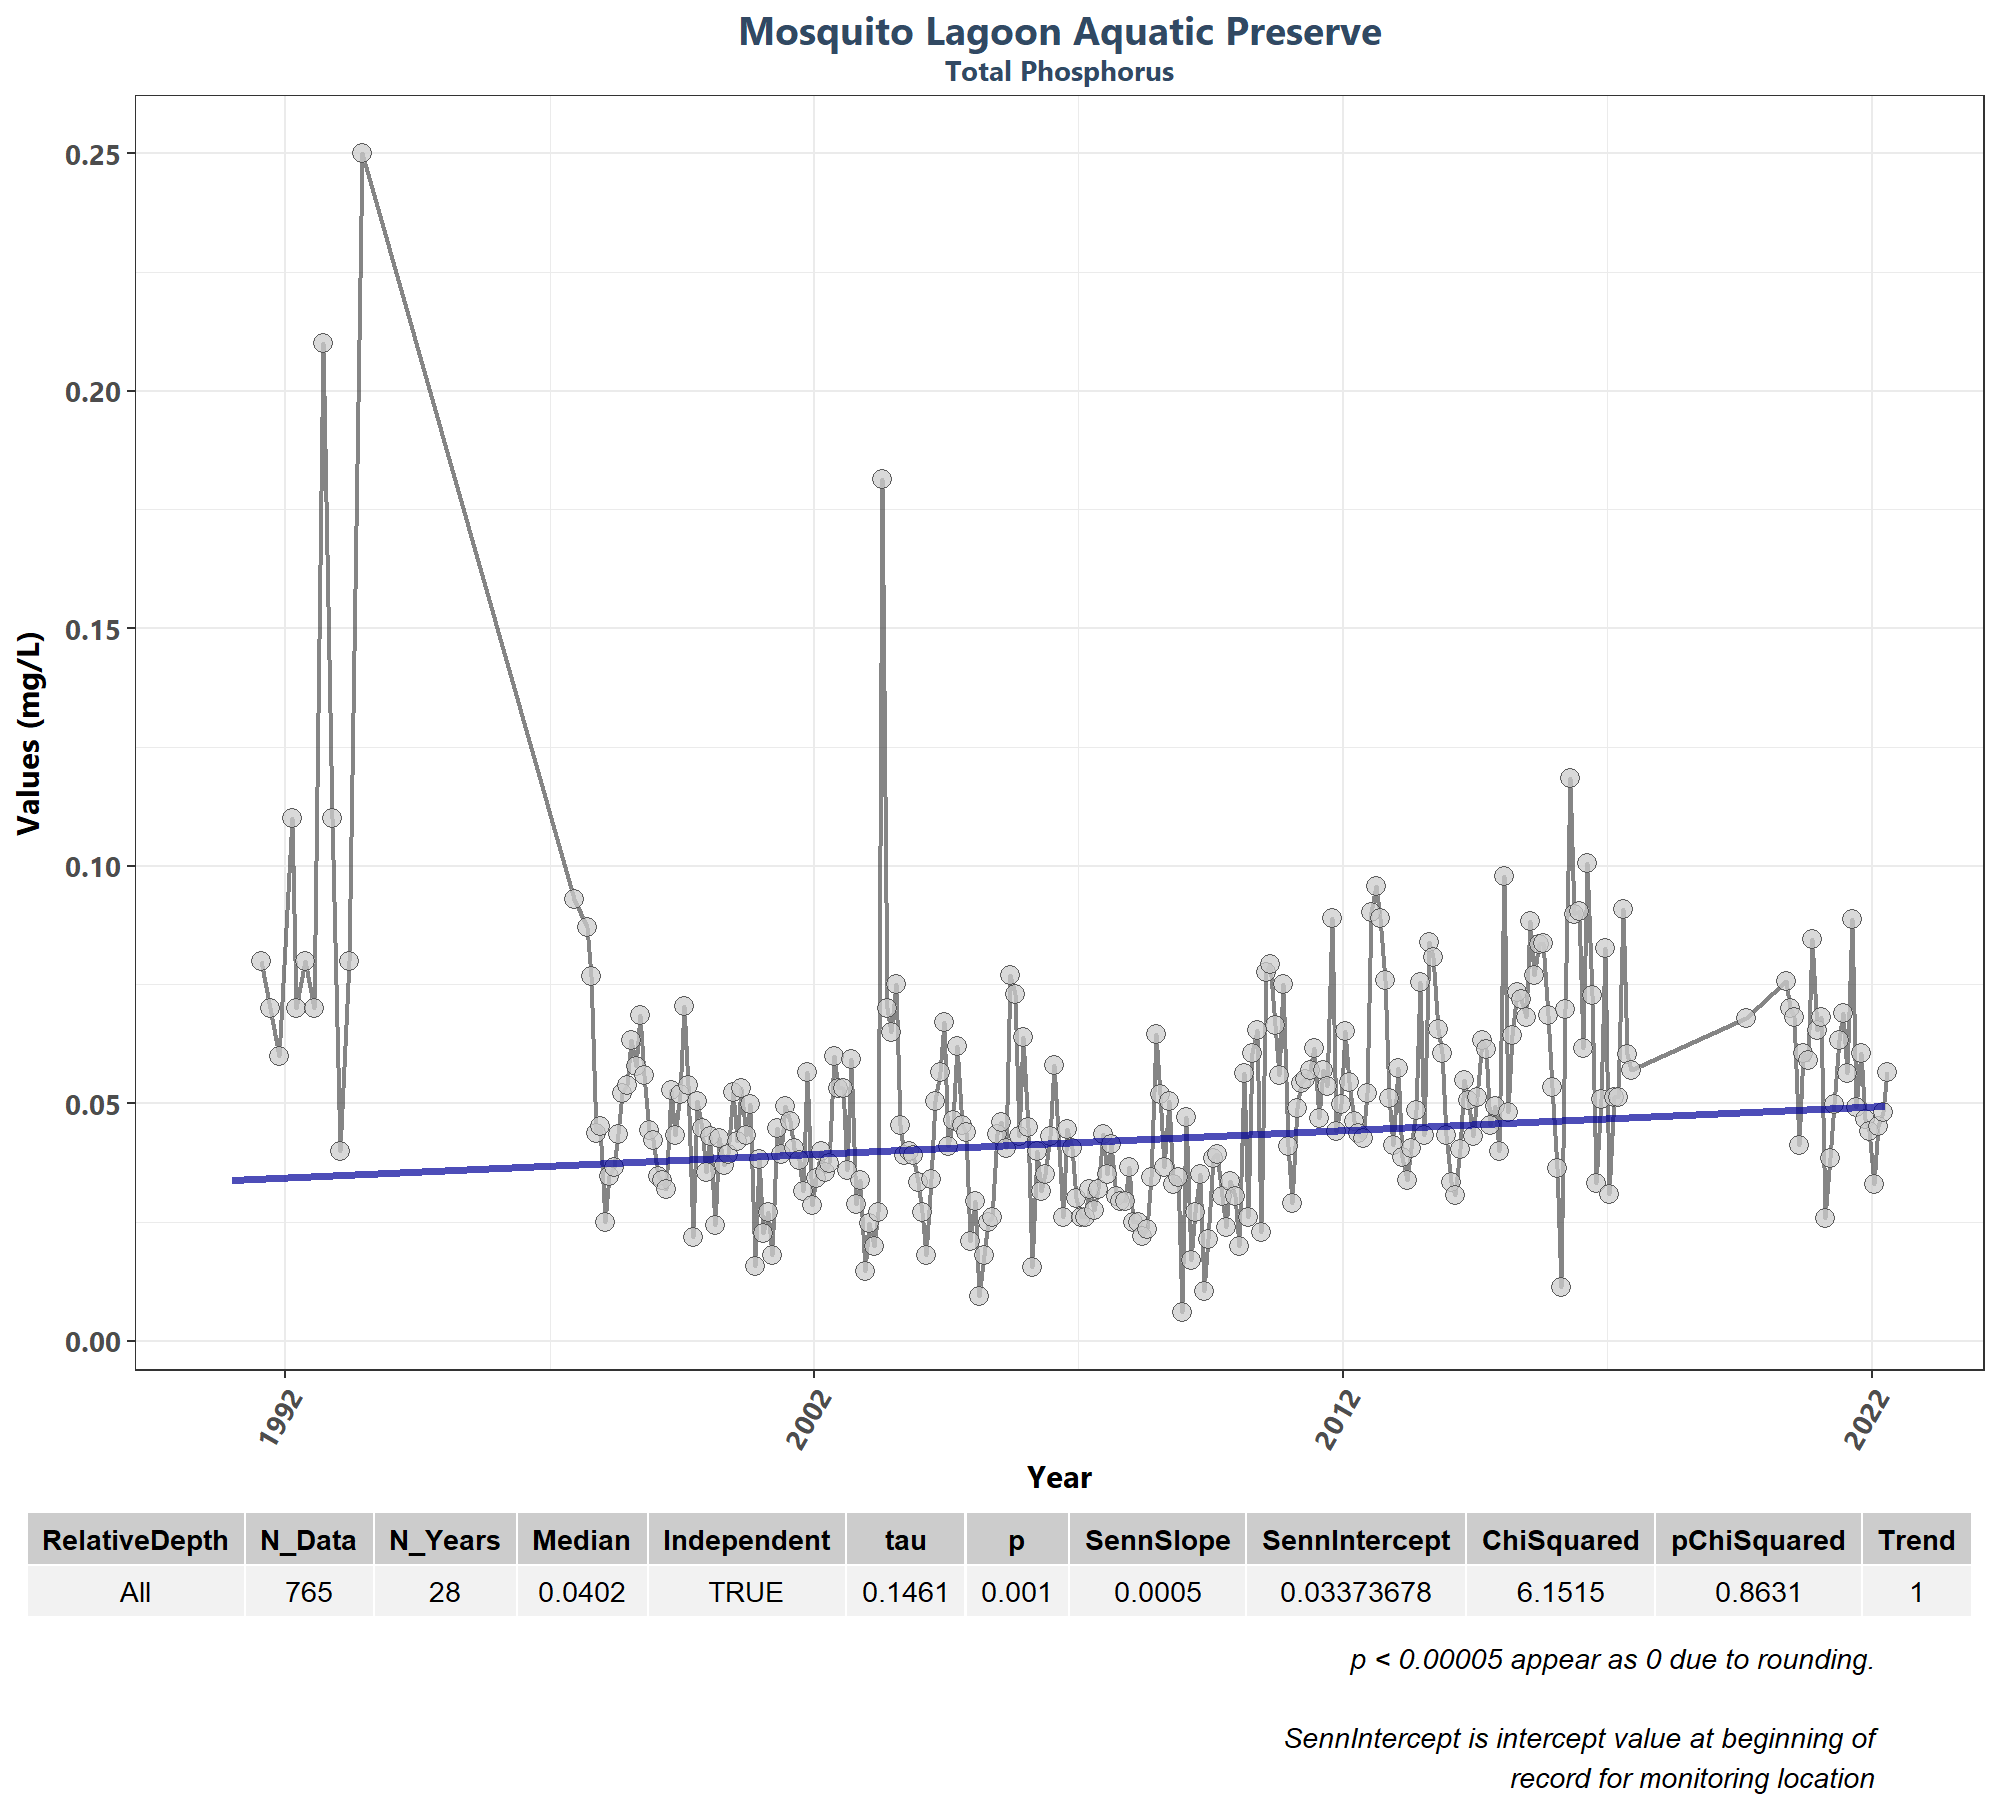 Mosquito Lagoon Aquatic Preserve
Total Phosphorus
Values (mg/L)
0.25
0.20
0.15
0.10
0.05
0.00
1992 2002 2012 2022
Year
RelativeDepth N_Data N_Years Median Independent tau p SennSlope SennIntercept ChiSquared pChiSquared Trend
All 765 28 0.0402 TRUE 0.1461 0.001 0.0005 0.03373678 6.1515 0.8631 1
p < 0.00005 appear as 0 due to rounding.
SennIntercept is intercept value at beginning of
record for monitoring location